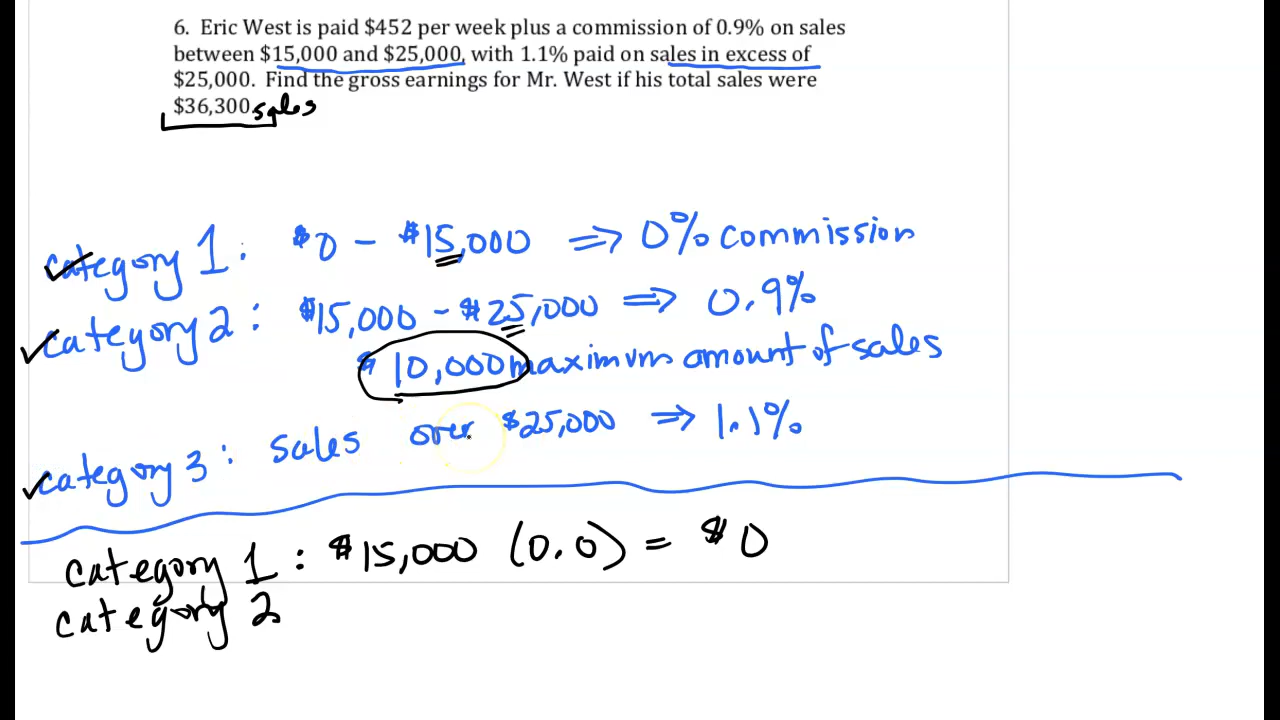 6. Eric West is paid $452 per week plus a commission of 0.9% on sales
between $15,000 and $25,000, with 1.1% paid on sales in excess of
$25,000. Find the gross earnings for Mr. West if his total sales were
$36,300 sales
category 1: $0 - $15,000 ⇒ 0% commission
category 2: $15,000 - $25,000 ⇒ 0.9%
$10,000 maximum amount of sales
category 3: sales over $25,000 ⇒ 1.1%
category 1: $15,000 (0.0) = $0
category 2